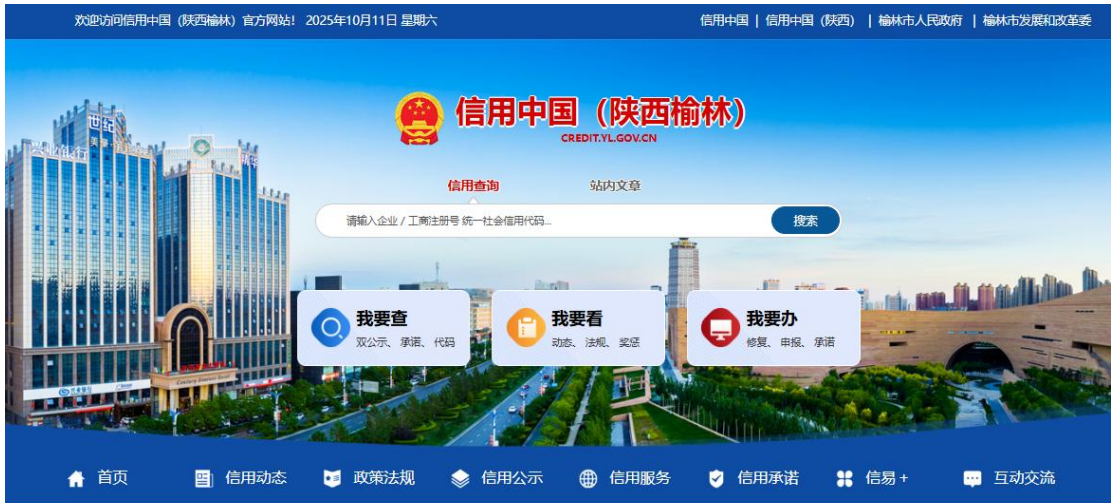 欢迎访问信用中国（陕西榆林）官方网站! 2025年10月11日 星期六
信用中国 | 信用中国（陕西） | 榆林市人民政府 | 榆林市发展和改革委
信用中国（陕西榆林）
CREDIT.YL.GOV.CN
信用查询 站内文章
请输入企业 / 工商注册号 统一社会信用代码...
搜索
世纪
兴业银行
我要查
双公示、 承诺、 代码
我要看
动态、 法规、 奖惩
我要办
修复、 申报、 承诺
首页 信用动态 政策法规 信用公示 信用服务 信用承诺 信易+ 互动交流